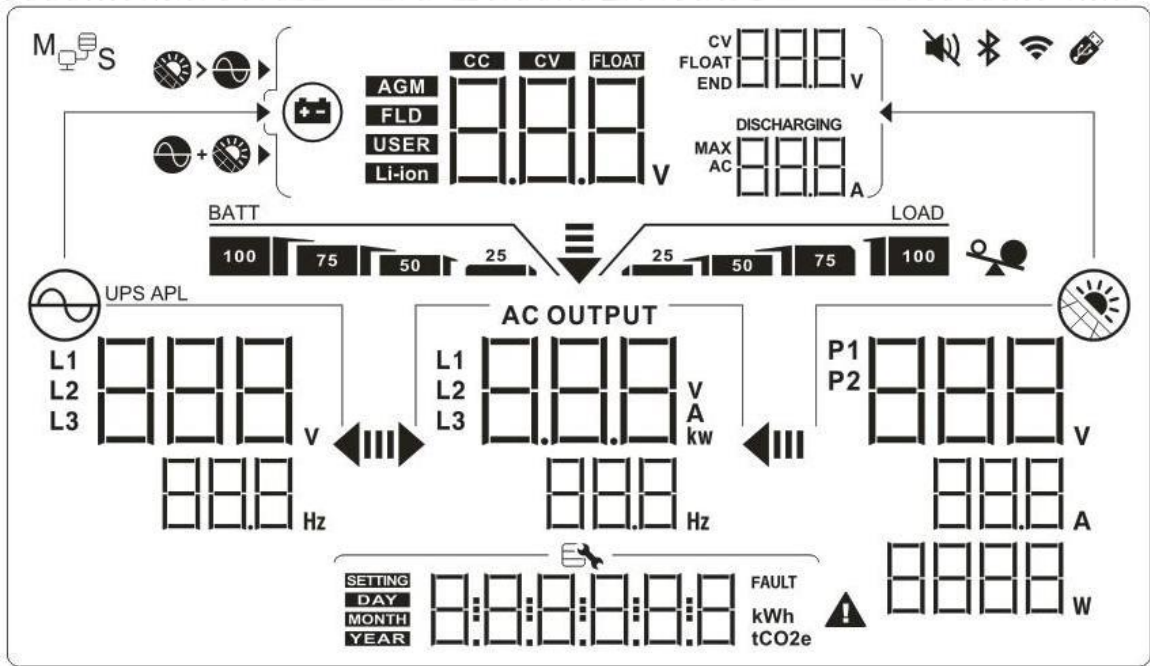 M S
CC CV FLOAT
AGM
FLD
USER
Li-ion
V
CV
FLOAT
END
V
DISCHARGING
MAX
AC
A
BATT
100 75 50 25
LOAD
25 50 75 100
UPS APL
L1
L2
L3
V
Hz
AC OUTPUT
L1
L2
L3
V
A
kw
Hz
P1
P2
V
A
W
SETTING
DAY
MONTH
YEAR
FAULT
kWh
tCO2e